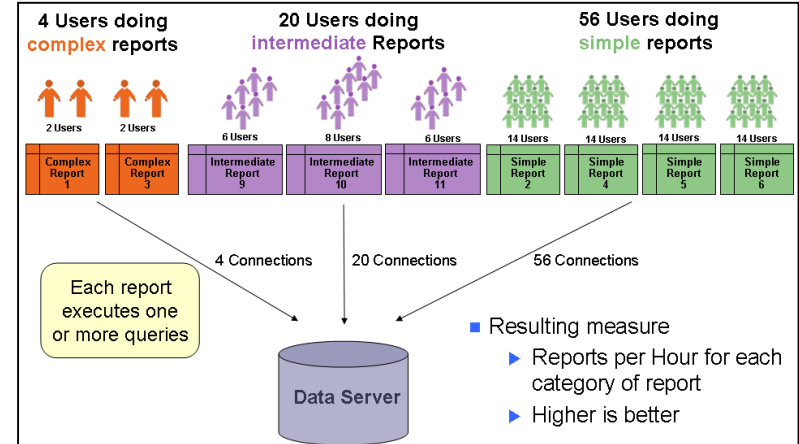 4 Users doing
complex reports
20 Users doing
intermediate Reports
56 Users doing
simple reports
2 Users
2 Users
6 Users
8 Users
6 Users
14 Users
14 Users
14 Users
14 Users
Complex
Report
1
Complex
Report
3
Intermediate
Report
9
Intermediate
Report
10
Intermediate
Report
11
Simple
Report
2
Simple
Report
4
Simple
Report
5
Simple
Report
6
4 Connections
20 Connections
56 Connections
Each report
executes one
or more queries
Data Server
Resulting measure
Reports per Hour for each
category of report
Higher is better